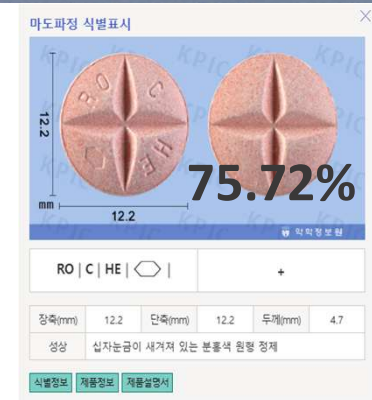 마도파정 식별표시
KPIC
RO C HE
12.2
mm
12.2
75.72%
약학정보원
RO | C | HE | |
+
장축(mm) 12.2 단축(mm) 12.2 두께(mm) 4.7
성상 십자눈금이 새겨져 있는 분홍색 원형 정제
식별정보 제품정보 제품설명서